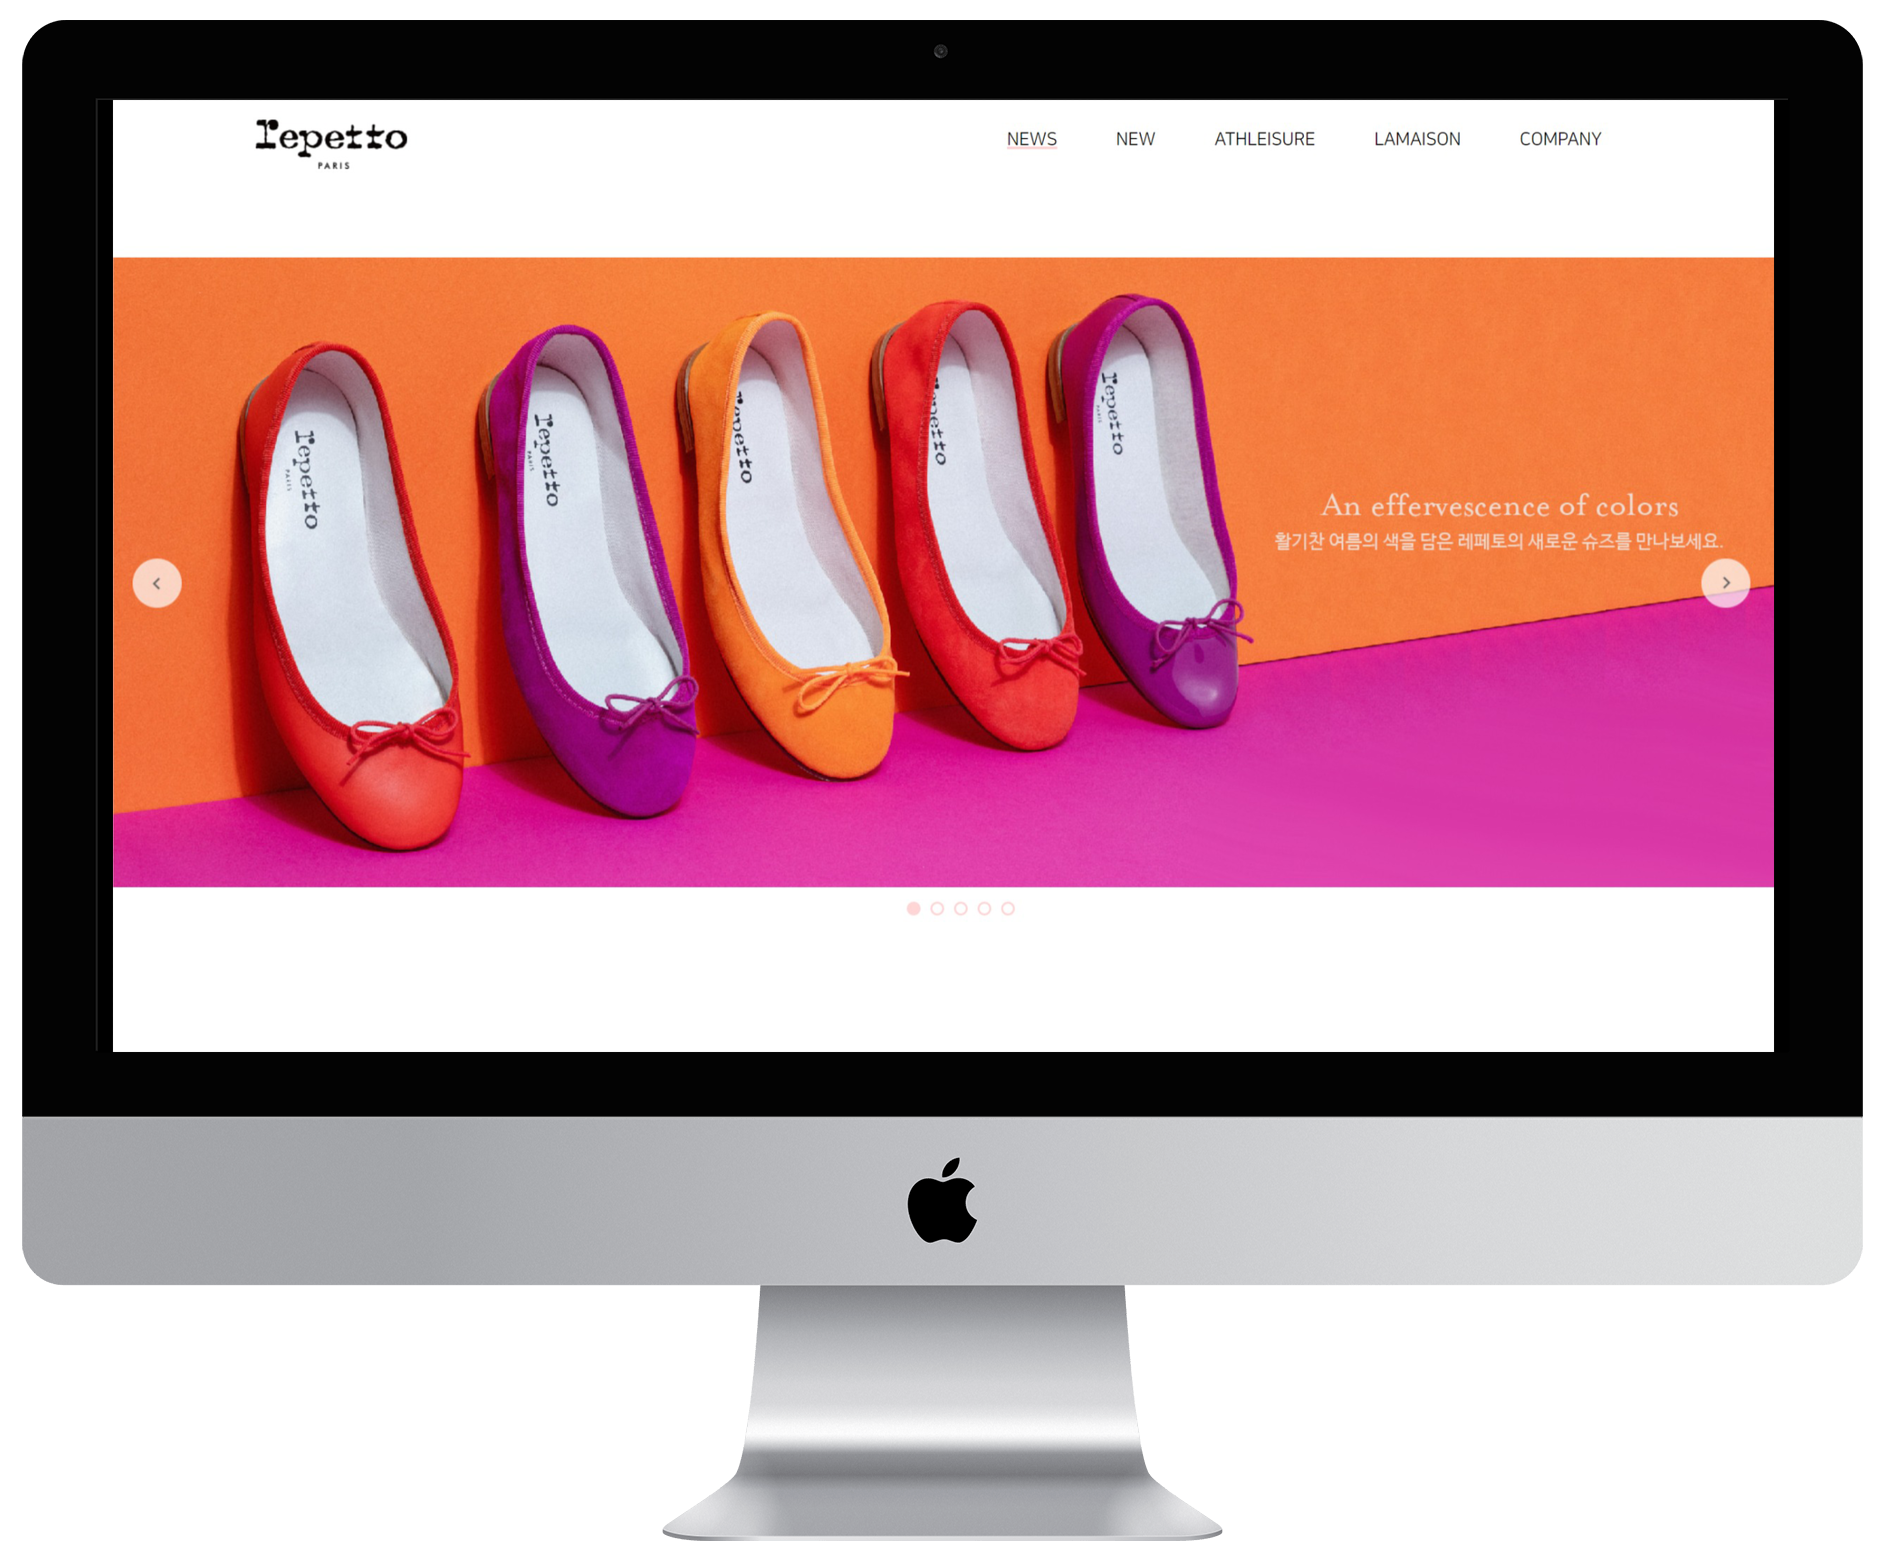 repetto
PARIS
NEWS NEW ATHLEISURE LAMAISON COMPANY
repetto
PARIS
repetto
PARIS
repetto
repetto
repetto
PARIS
An effervescence of colors
활기찬 여름의 색을 담은 레페토의 새로운 슈즈를 만나보세요.